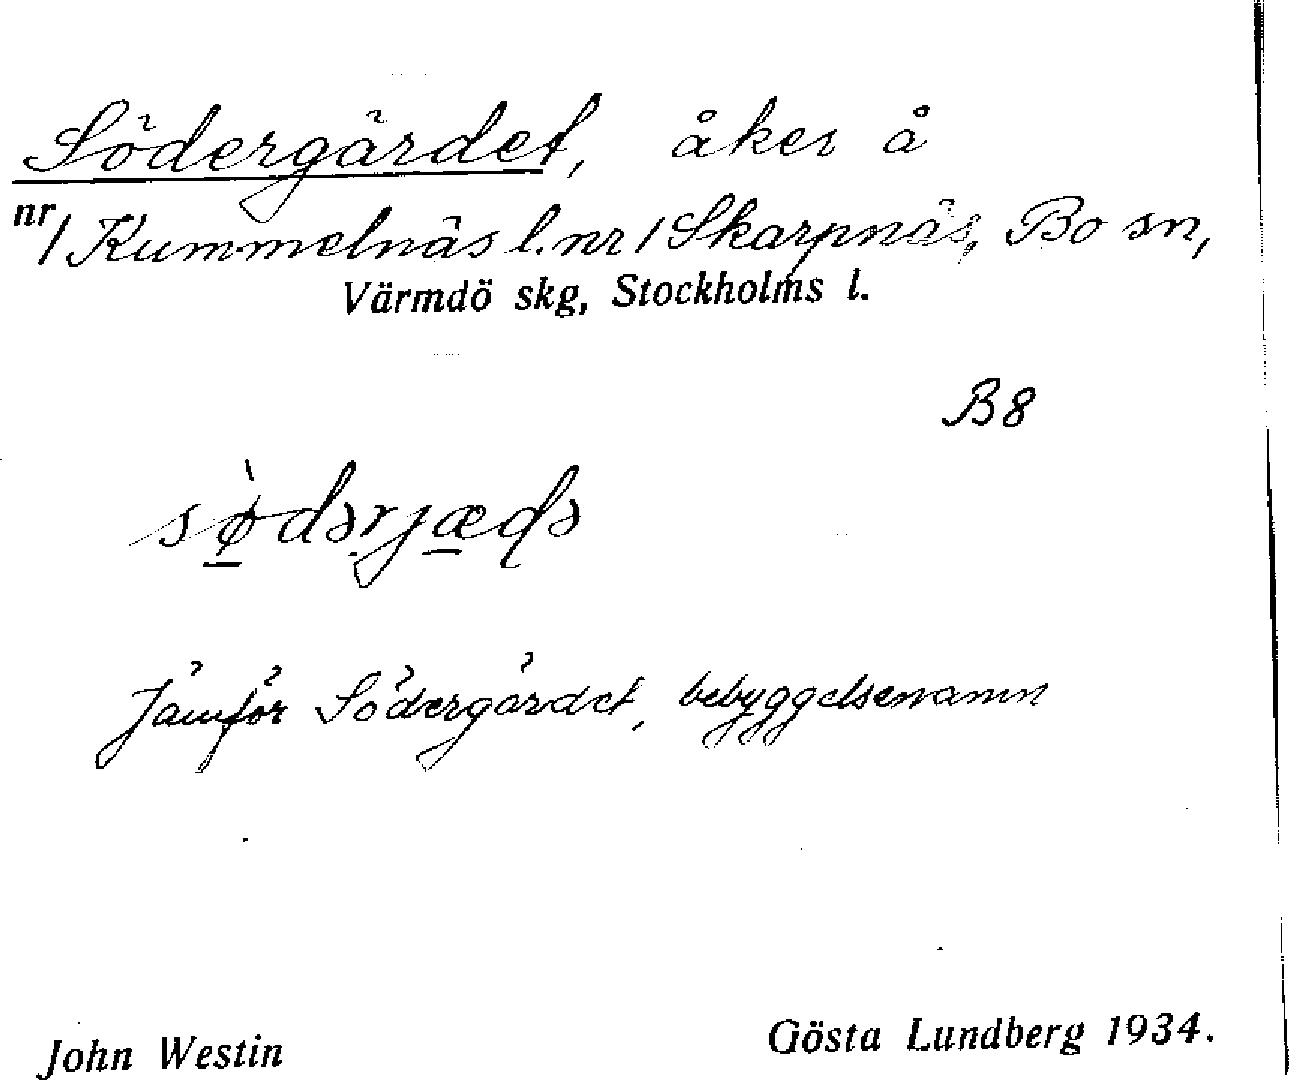 Södergärdet, åker å
nr 1 Kummelnäs l. nr 1 Skarpnäs, Bo sn,
Värmdö skg, Stockholms l.
B8
Jämför Södergärdet, bebyggelsenamn
John Westin
Gösta Lundberg 1934.